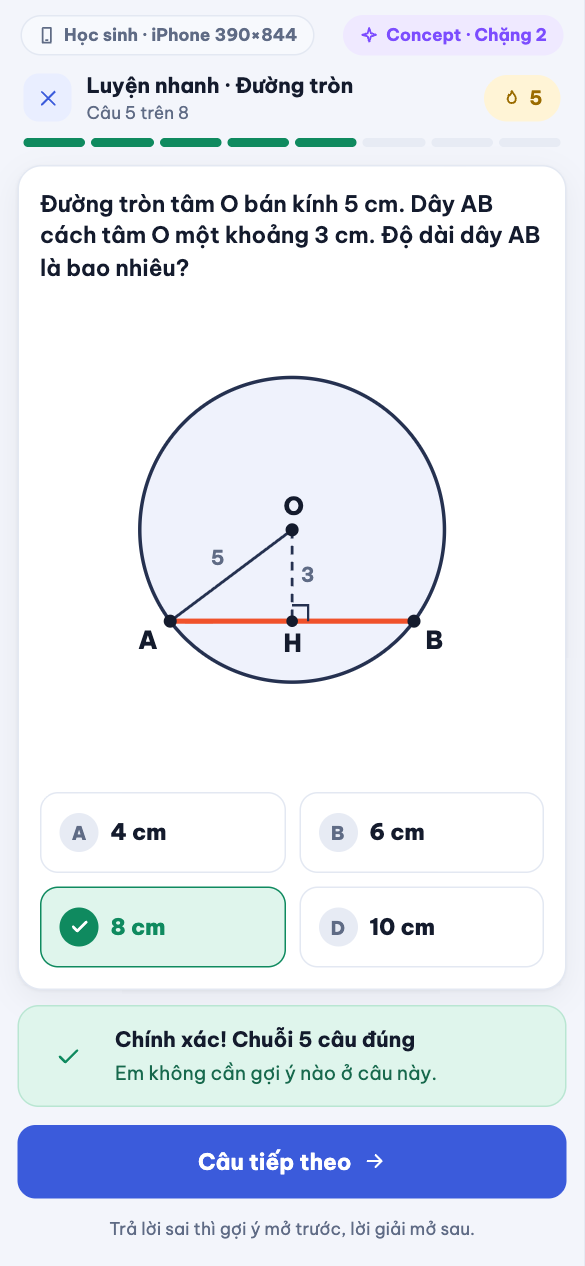 Học sinh · iPhone 390×844
Concept · Chặng 2
Luyện nhanh · Đường tròn
Câu 5 trên 8
5
Đường tròn tâm O bán kính 5 cm. Dây AB
cách tâm O một khoảng 3 cm. Độ dài dây AB
là bao nhiêu?
O
5
3
A
H
B
A 4 cm
B 6 cm
8 cm
D 10 cm
Chính xác! Chuỗi 5 câu đúng
Em không cần gợi ý nào ở câu này.
Câu tiếp theo →
Trả lời sai thì gợi ý mở trước, lời giải mở sau.